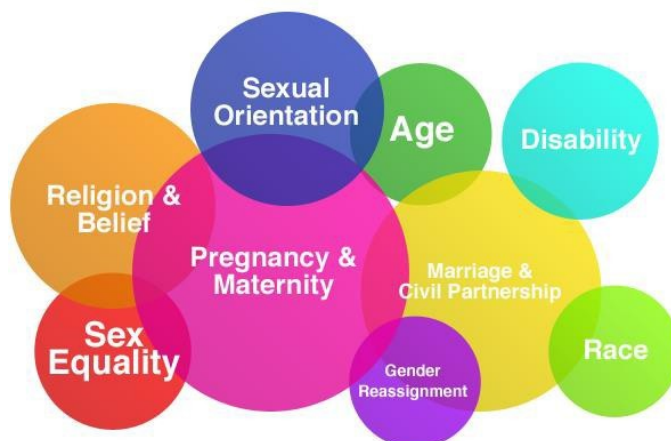 Sexual
Orientation
Age
Disability
Religion &
Belief
Pregnancy &
Maternity
Marriage &
Civil Partnership
Sex
Equality
Gender
Reassignment
Race